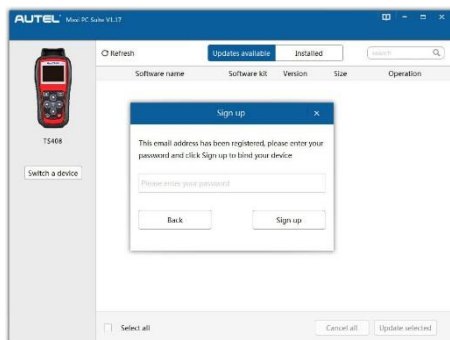 AUTEL Maxi PC Suite V1.17
Refresh
Updates available
Installed
search
Software name Software kit Version Size Operation
TS408
Switch a device
Sign up
This email address has been registered, please enter your
password and click Sign up to bind your device
Please enter your password
Back
Sign up
Select all
Cancel all
Update selected